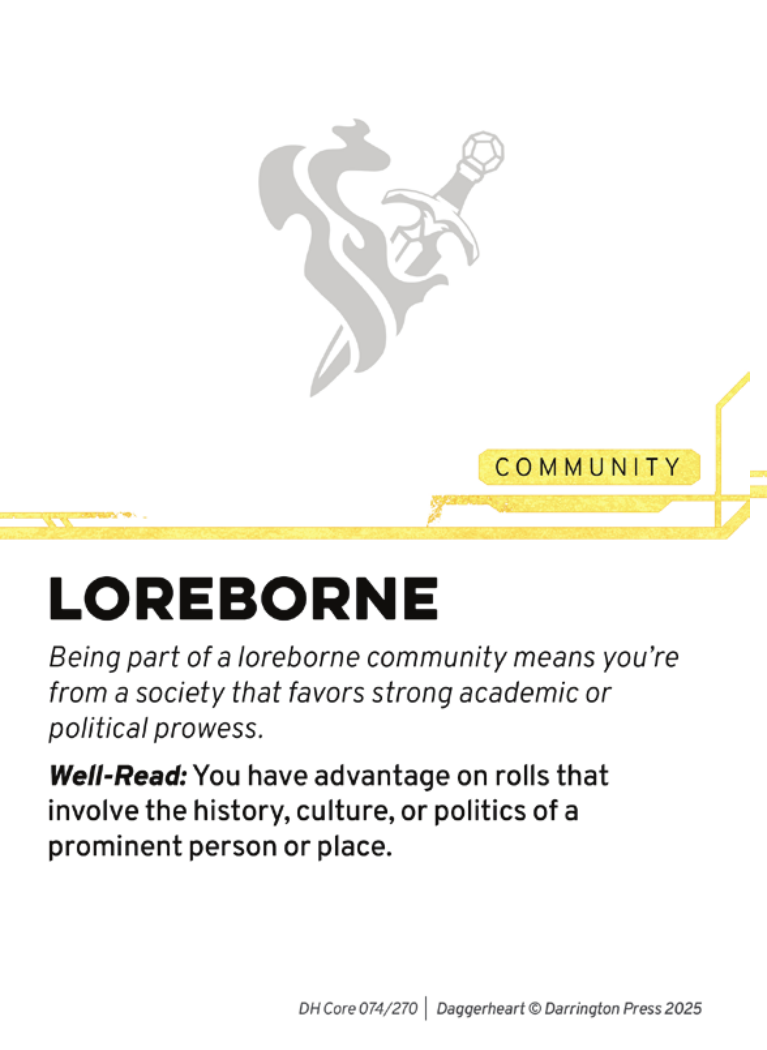 COMMUNITY
LOREBORNE
Being part of a loreborne community means you’re
from a society that favors strong academic or
political prowess.
Well-Read: You have advantage on rolls that
involve the history, culture, or politics of a
prominent person or place.
DH Core 074/270 | Daggerheart © Darrington Press 2025